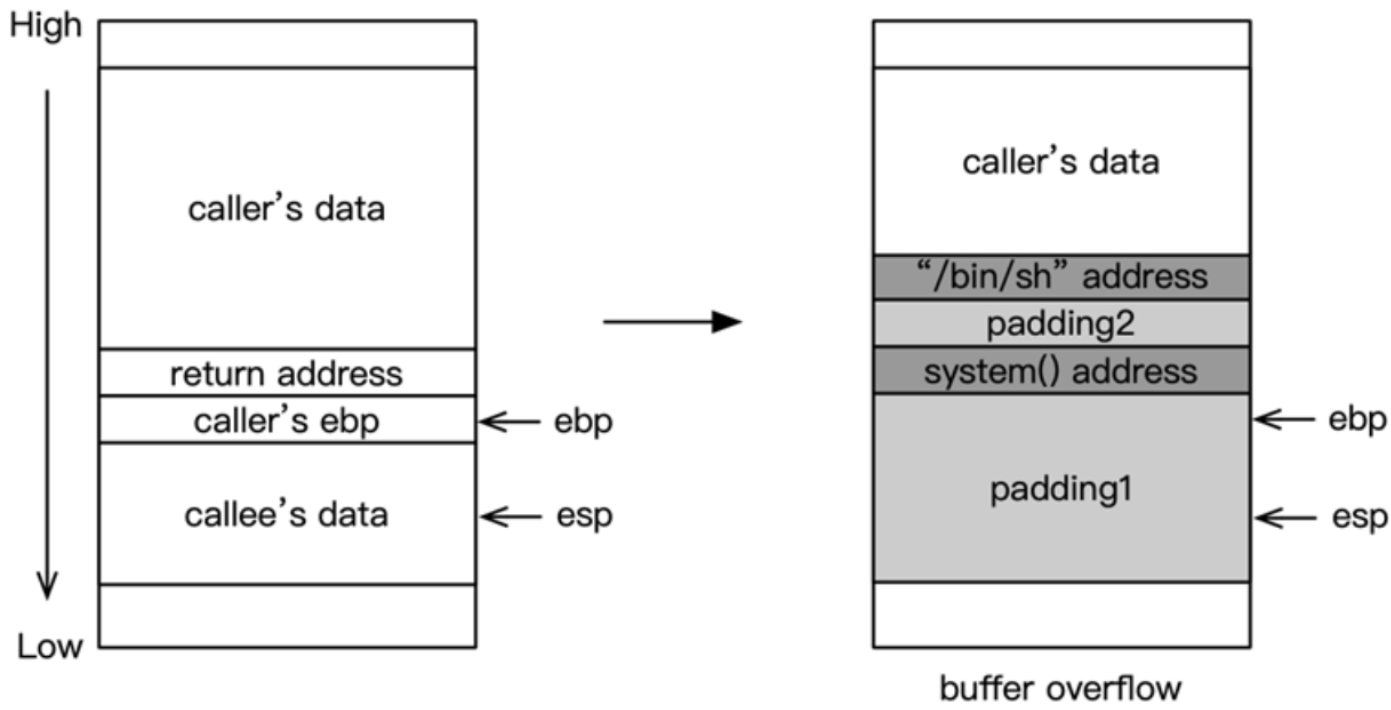 High
caller’s data
return address
caller’s ebp
ebp
callee’s data
esp
Low
caller’s data
“/bin/sh” address
padding2
system() address
ebp
padding1
esp
buffer overflow